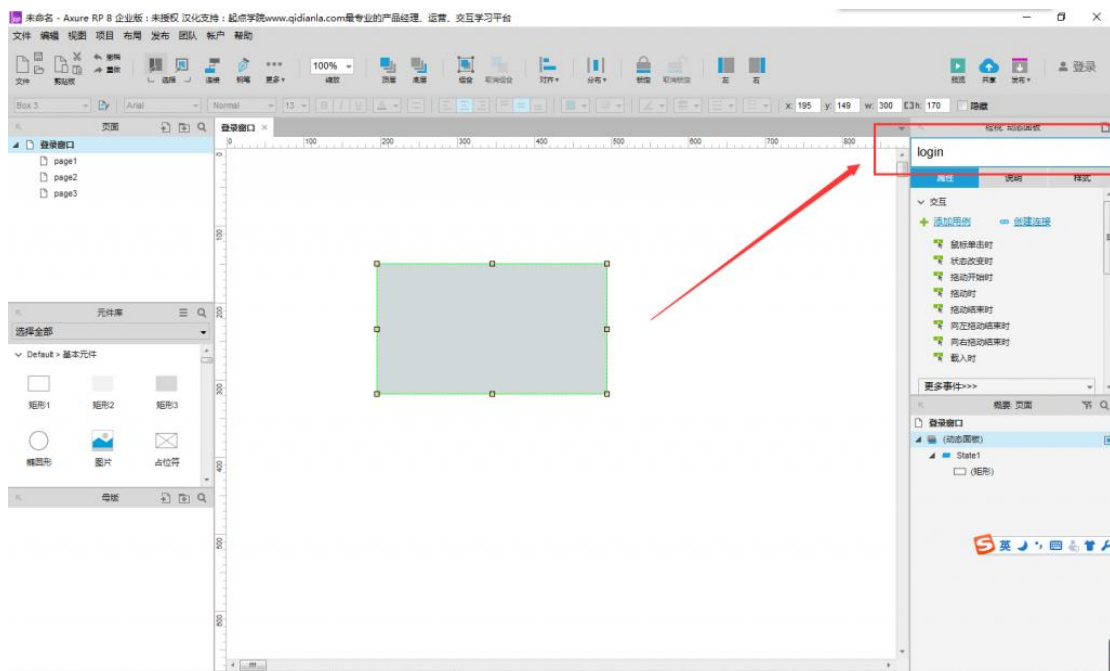 未命名 - Axure RP 8 企业版 : 未授权 汉化支持 : 起点学院www.qidianla.com最专业的产品经理、运营、交互学习平台
文件 编辑 视图 项目 布局 发布 团队 帐户 帮助
撤销
重做
100%
登录
文件 剪贴板 选择 连接 钢笔 更多 缩放 顶层 底层 组合 取消组合 对齐 分布 锁定 取消锁定 左 右 预览 共享 发布
Box 3 Arial Normal 13 B I U x: 195 y: 149 w: 300 h: 170 隐藏
页面
登录窗口
page1
page2
page3
登录窗口
0 100 200 300 400 500 600 700 800
0
100
200
300
400
500
600
检视: 动态面板
login
属性 说明 样式
交互
添加用例 创建连接
鼠标单击时
状态改变时
拖动开始时
拖动时
拖动结束时
向左拖动结束时
向右拖动结束时
载入时
更多事件>>>
元件库
选择全部
Default > 基本元件
矩形1 矩形2 矩形3
椭圆形 图片 占位符
母版
概要: 页面
登录窗口
(动态面板)
State1
(矩形)
S 英